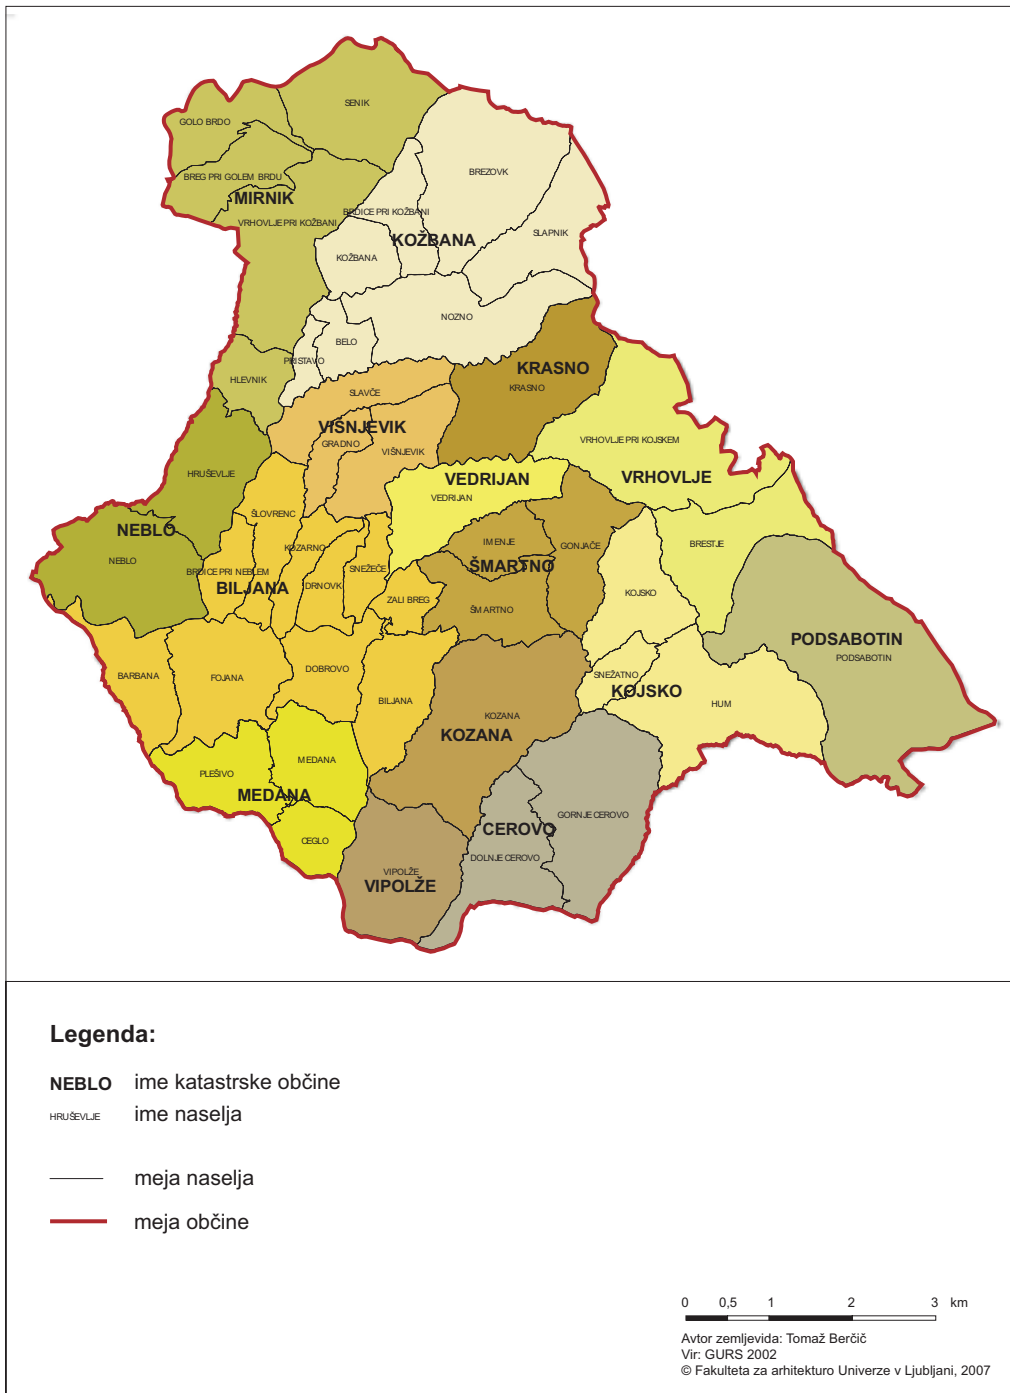 SENIK
GOLO BRDO
BREZOVK
BREG PRI GOLEM BRDU
MIRNIK
BRDICE PRI KOŽBANI
VRHOVLJE PRI KOŽBANI
SLAPNIK
KOŽBANA
KOŽBANA
NOZNO
BELO
PRISTAVO
KRASNO
HLEVNIK
KRASNO
SLAVČE
VIŠNJEVIK
GRADNO
VRHOVLJE PRI KOJSKEM
VIŠNJEVIK
HRUŠEVLJE
VEDRIJAN
VRHOVLJE
VEDRIJAN
ŠLOVRENC
NEBLO
IMENJE
GONJAČE
BRESTJE
KOZARNO
NEBLO
ŠMARTNO
SNEŽEČE
BRDICE PRI NEBLEM
BILJANA
DRNOVK
KOJSKO
ZALI BREG
ŠMARTNO
PODSABOTIN
PODSABOTIN
DOBROVO
BARBANA
FOJANA
SNEŽATNO
KOJSKO
BILJANA
HUM
KOZANA
KOZANA
MEDANA
PLEŠIVO
MEDANA
GORNJE CEROVO
CEROVO
CEGLO
DOLNJE CEROVO
VIPOLŽE
VIPOLŽE
Legenda:
NEBLO ime katastrske občine
HRUŠEVLJE ime naselja
meja naselja
meja občine
0 0,5 1 2 3 km
Avtor zemljevida: Tomaž Berčič
Vir: GURS 2002
© Fakulteta za arhitekturo Univerze v Ljubljani, 2007